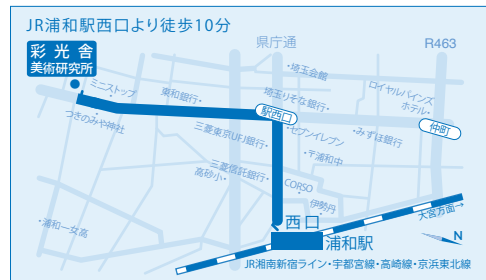 JR浦和駅西口より徒歩10分
県庁通
R463
彩光舎
美術研究所
・埼玉会館
ミニストップ
・
東和銀行・
埼玉りそな銀行・
ロイヤルパインズ
ホテル・
駅西口
仲町
つきのみや神社
三菱東京UFJ銀行・
・セブンイレブン
・みずほ銀行
・〒浦和中
三菱信託銀行・
高砂小・
CORSO
・
伊勢丹
・
・浦和一女高
西口
浦和駅
大宮方面→
N
JR湘南新宿ライン・宇都宮線・高崎線・京浜東北線